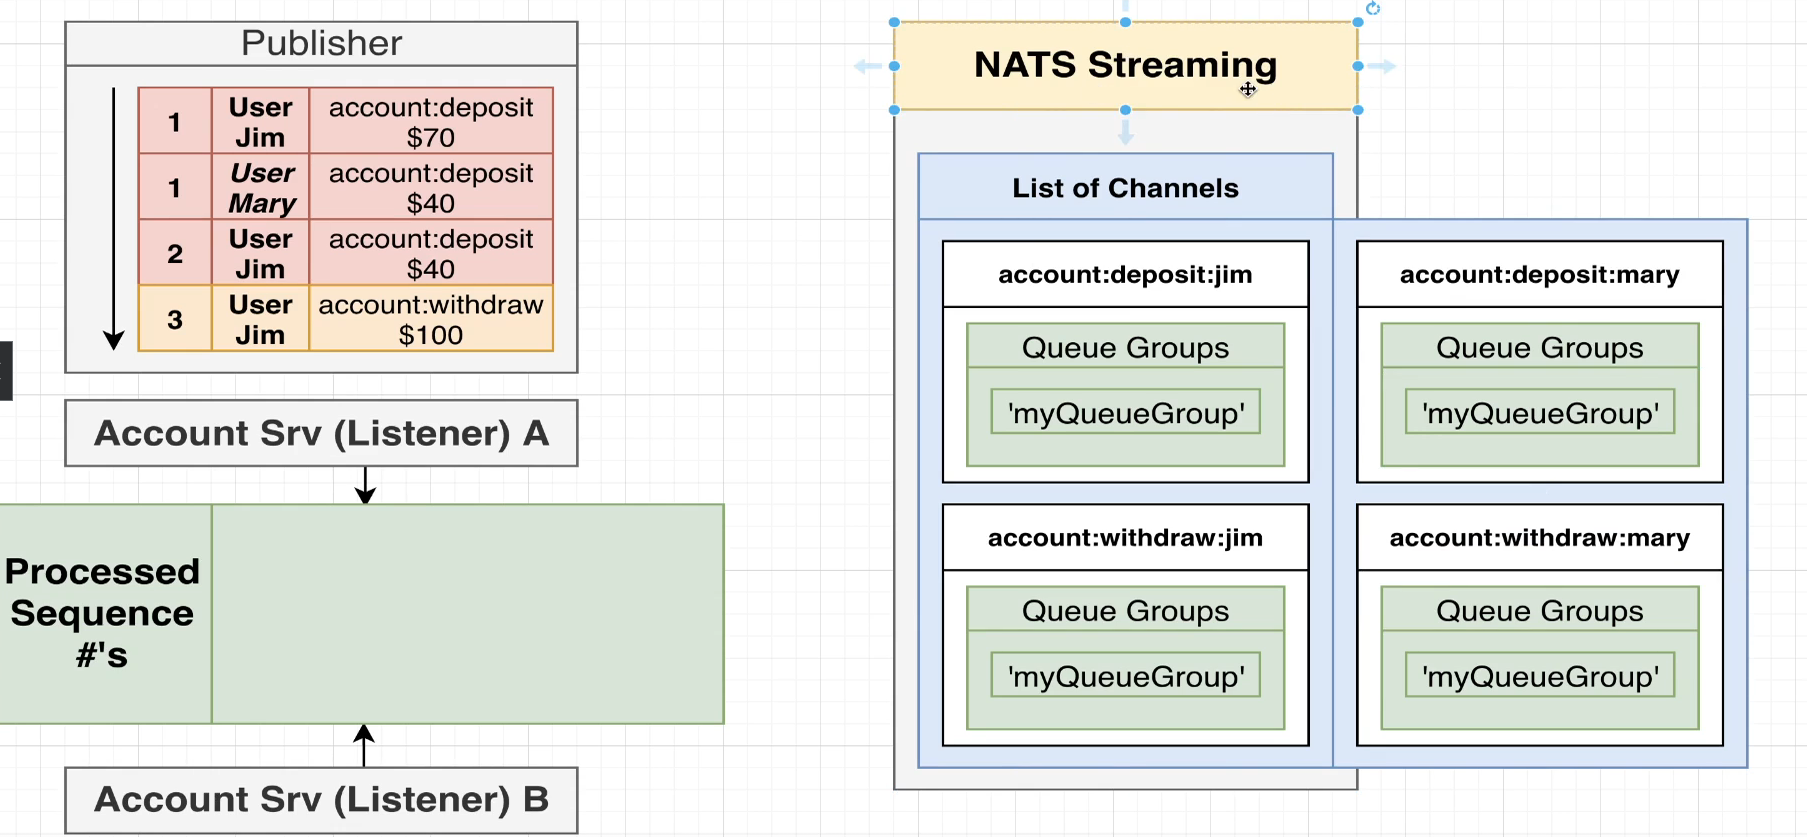 Publisher
1
User
Jim
account:deposit
$70
1
User
Mary
account:deposit
$40
2
User
Jim
account:deposit
$40
3
User
Jim
account:withdraw
$100
Account Srv (Listener) A
Processed
Sequence
#'s
Account Srv (Listener) B
NATS Streaming
List of Channels
account:deposit:jim
Queue Groups
'myQueueGroup'
account:deposit:mary
Queue Groups
'myQueueGroup'
account:withdraw:jim
Queue Groups
'myQueueGroup'
account:withdraw:mary
Queue Groups
'myQueueGroup'